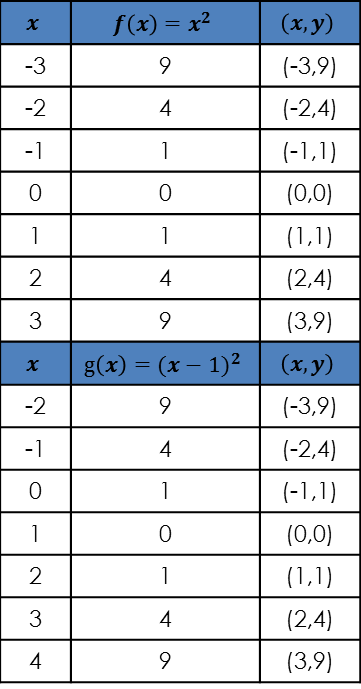 x f(x) = x² (x, y)
-3 9 (-3,9)
-2 4 (-2,4)
-1 1 (-1,1)
0 0 (0,0)
1 1 (1,1)
2 4 (2,4)
3 9 (3,9)
x g(x) = (x − 1)² (x, y)
-2 9 (-3,9)
-1 4 (-2,4)
0 1 (-1,1)
1 0 (0,0)
2 1 (1,1)
3 4 (2,4)
4 9 (3,9)